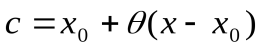 c = x₀ + θ(x − x₀)